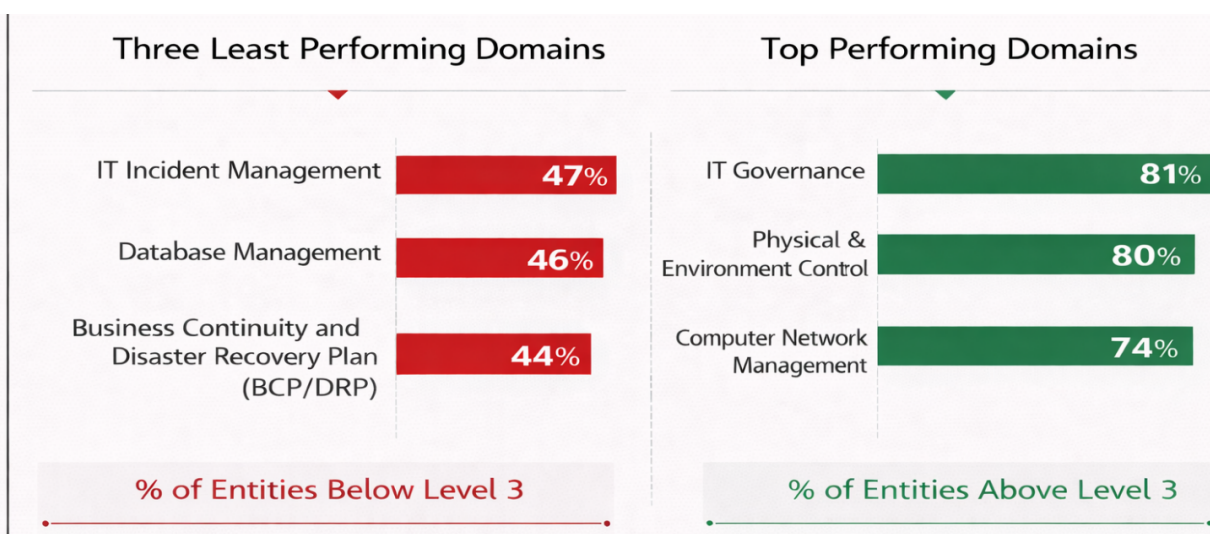 Three Least Performing Domains
IT Incident Management
47%
Database Management
46%
Business Continuity and
Disaster Recovery Plan
(BCP/DRP)
44%
% of Entities Below Level 3
Top Performing Domains
IT Governance
81%
Physical &
Environment Control
80%
Computer Network
Management
74%
% of Entities Above Level 3